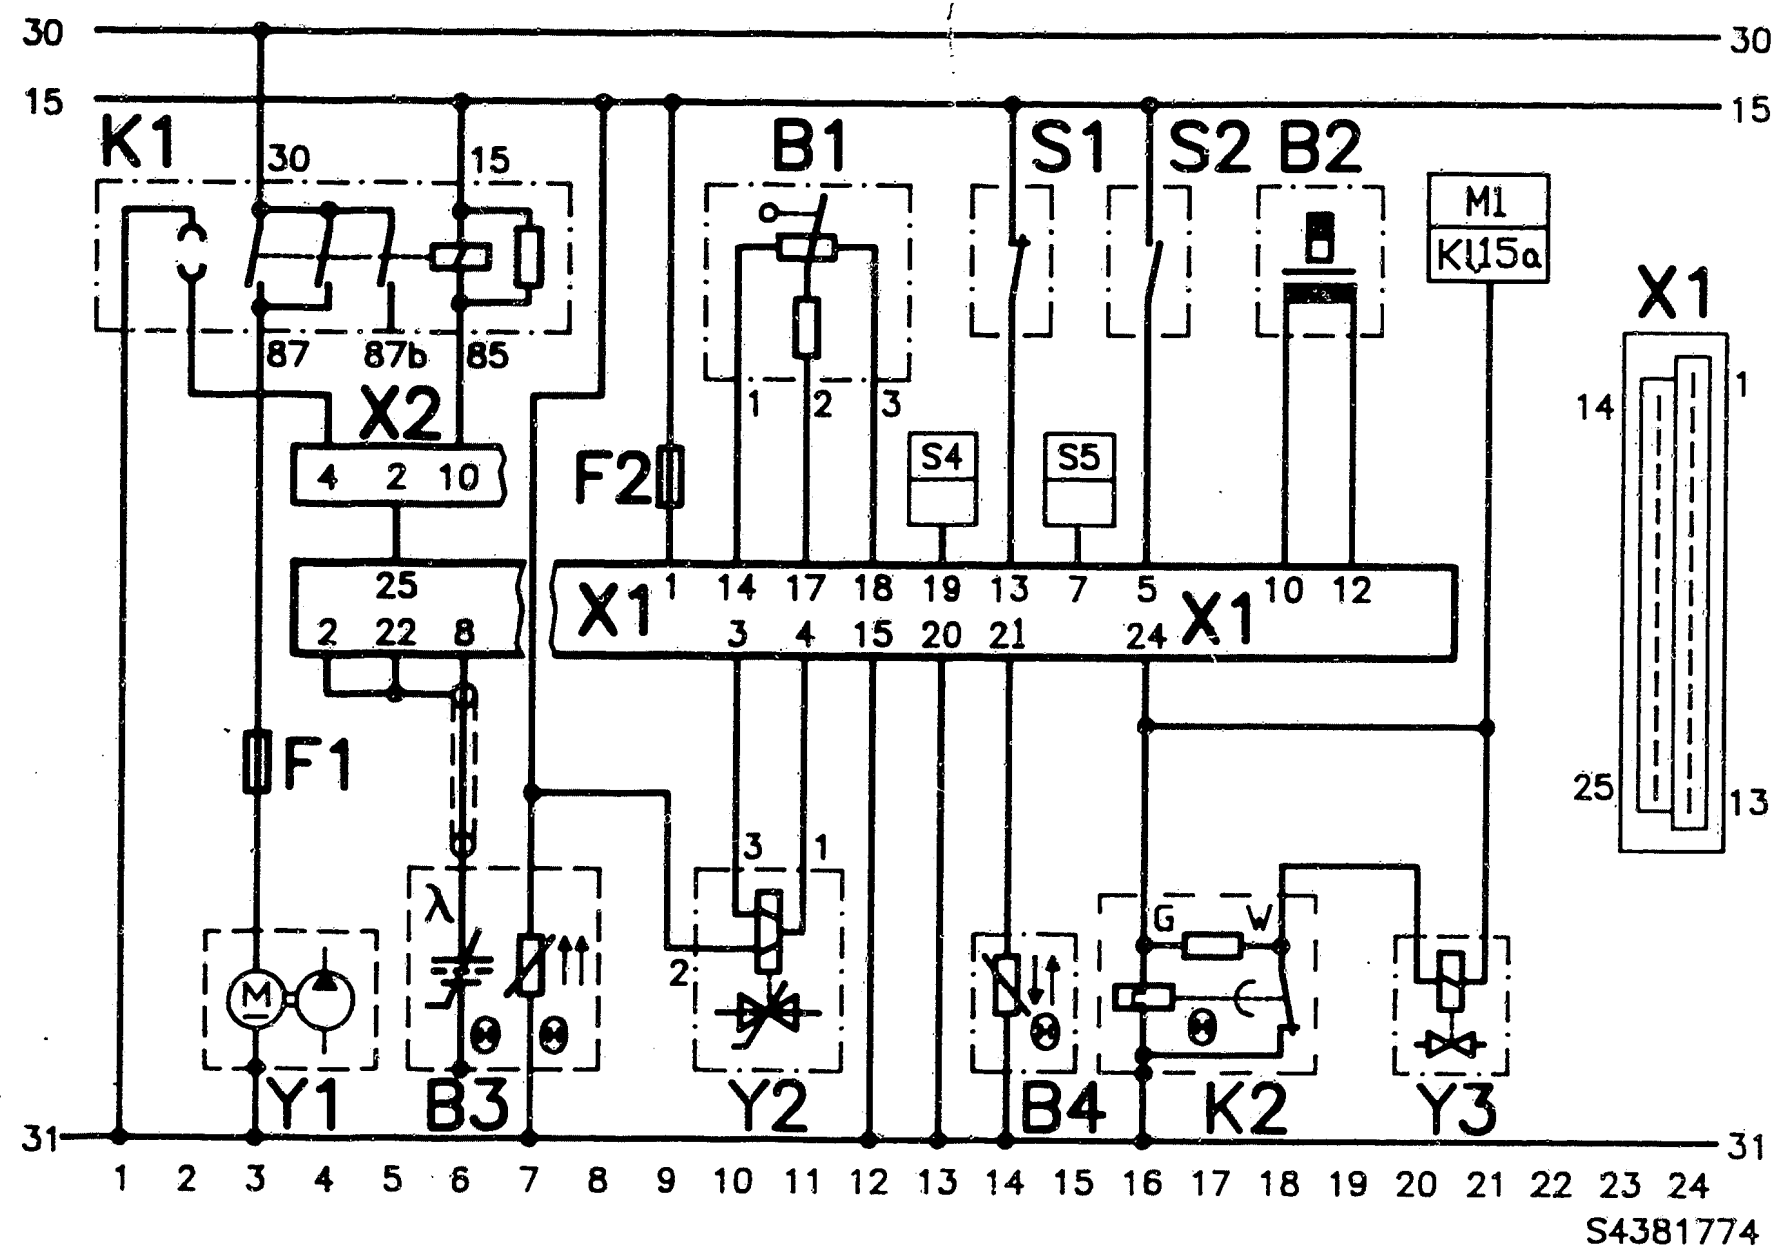 30 30
15 15
K1 B1 S1 S2 B2
30 15
M1
Kl15a
X1
87 87b 85
X2
1 2 3
14 1
F2 S4 S5
4 2 10
25 1 14 17 18 19 13 7 5 10 12
X1 X1
2 22 8 3 4 15 20 21 24
F1
25 13
3 1
λ G W
M
2
Y1 B3 Y2 B4 K2 Y3
31 31
1 2 3 4 5 6 7 8 9 10 11 12 13 14 15 16 17 18 19 20 21 22 23 24
S4381774